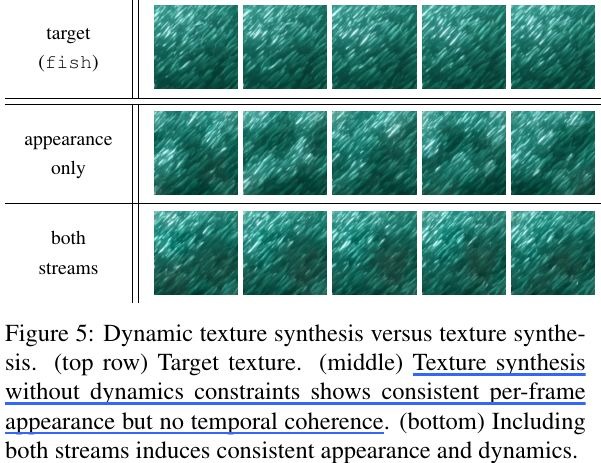 target
(fish)
appearance
only
both
streams
Figure 5: Dynamic texture synthesis versus texture synthe-
sis. (top row) Target texture. (middle) Texture synthesis
without dynamics constraints shows consistent per-frame
appearance but no temporal coherence. (bottom) Including
both streams induces consistent appearance and dynamics.